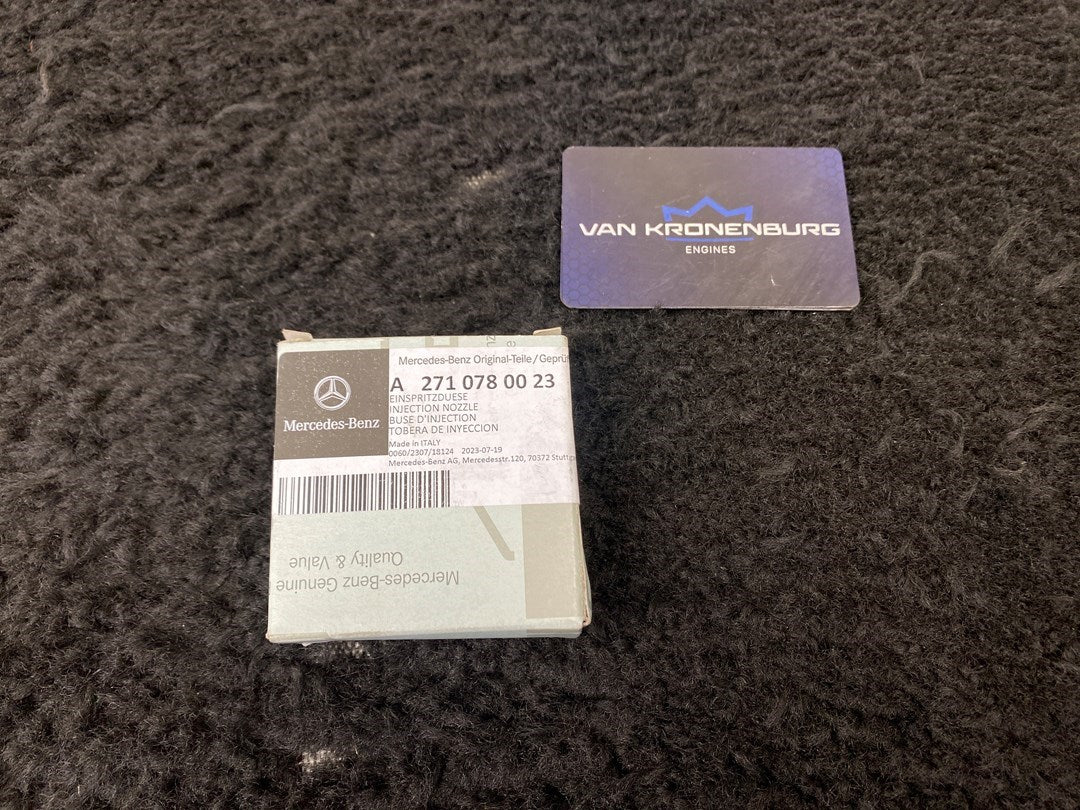 VAN KRONENBURG
ENGINES
Mercedes-Benz Original-Teile/Geprüf
Mercedes-Benz
A 271 078 00 23
EINSPRITZDUESE
INJECTION NOZZLE
BUSE D'INJECTION
TOBERA DE INYECCION
Made in ITALY
0060/2307/18124 2023-07-19
Mercedes-Benz AG, Mercedesstr.120, 70372 Stuttg
Mercedes-Benz Genuine
Quality & Value